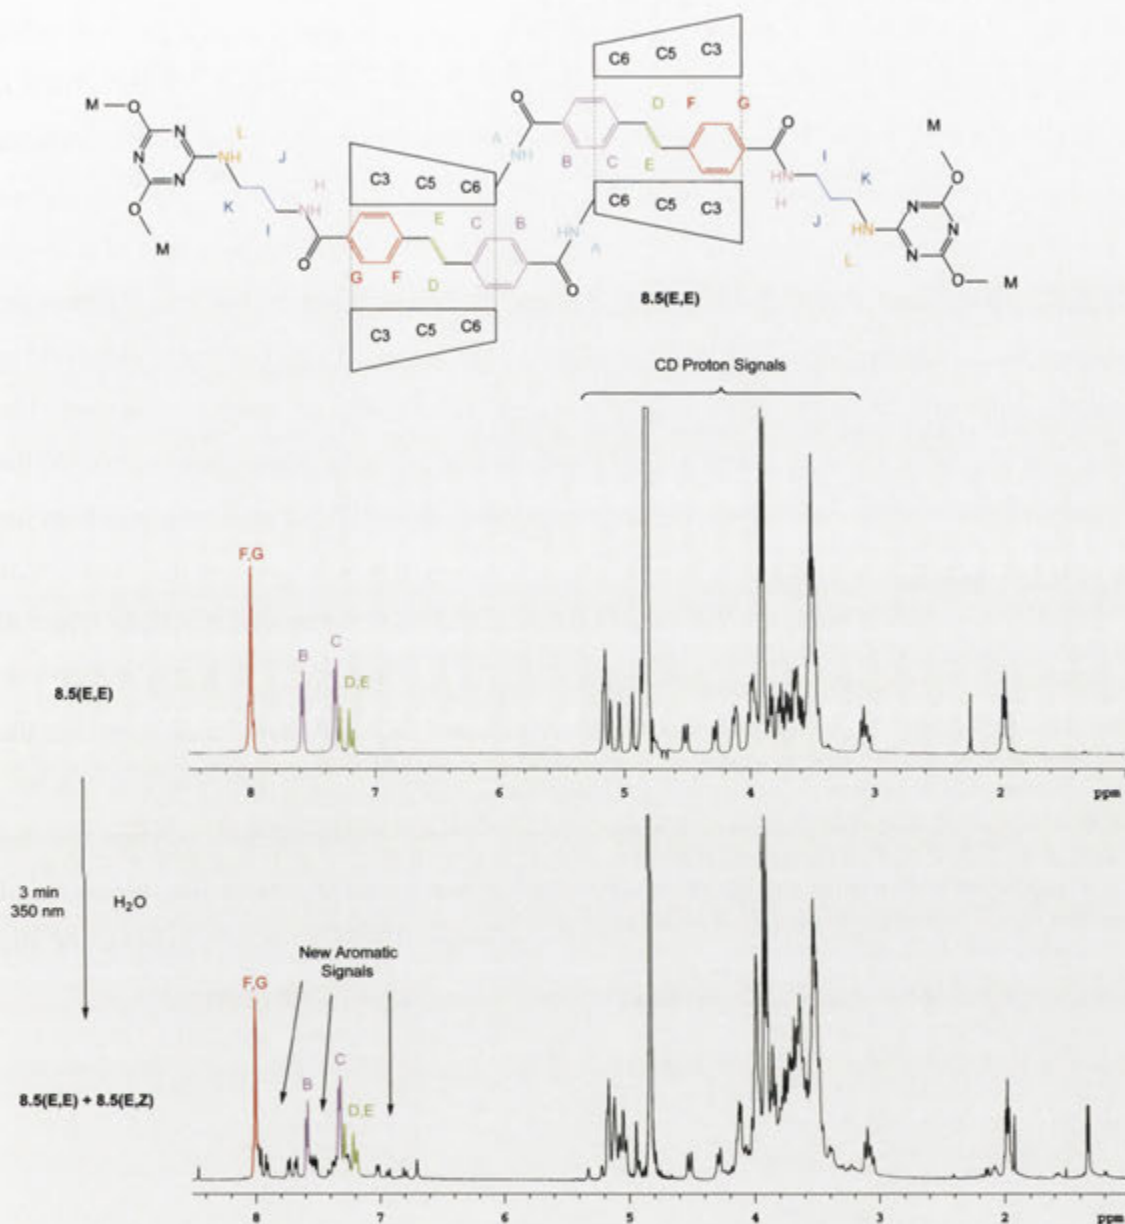 C6 C5 C3
M O N L NH J H
D F G
O M
N N I K
A NH B C E HN H J HN N N
O N K I NH C3 C5 C6 C6 C5 C3 L N O M
M O E C B HN A
G F D O 8.5(E,E)
C3 C5 C6
CD Proton Signals
F,G
C
B
D,E
8.5(E,E)
8 7 6 5 4 3 2 ppm
3 min
350 nm
H2O
New Aromatic
Signals
F,G
C
B
D,E
8.5(E,E) + 8.5(E,Z)
8 7 6 5 4 3 2 ppm